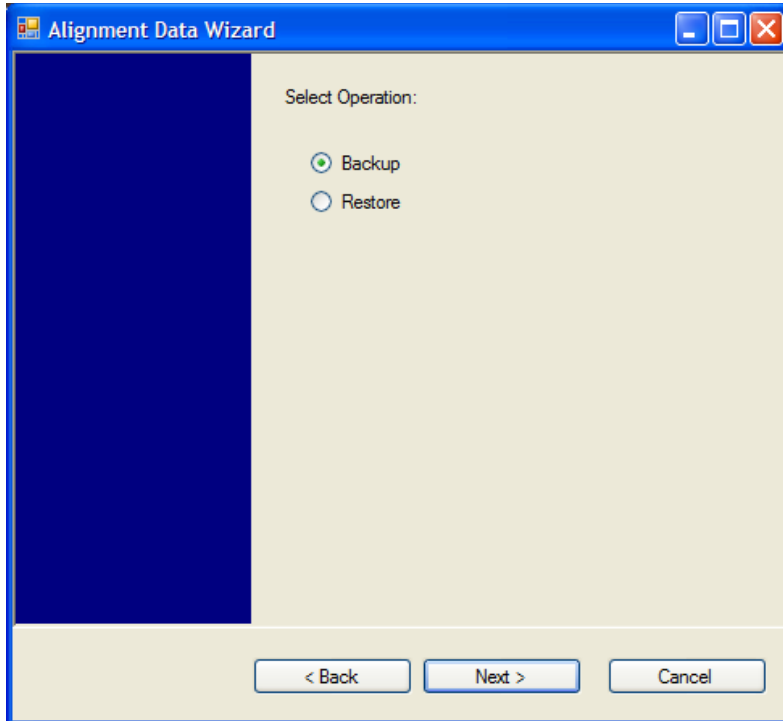 Alignment Data Wizard
Select Operation:
Backup
Restore
< Back Next > Cancel